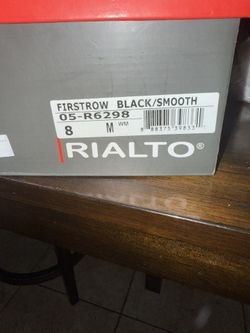 FIRSTROW BLACK/SMOOTH
05-R6298
8 M WM
RIALTO®